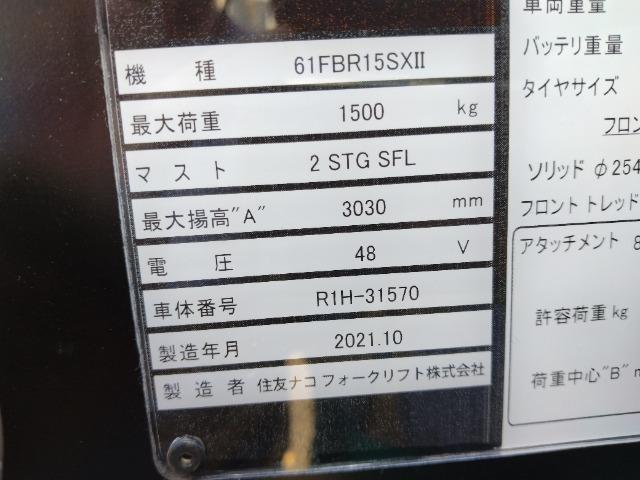 機種 61FBR15SXII
最大荷重 1500 kg
マスト 2 STG SFL
最大揚高"A" 3030 mm
電圧 48 V
車体番号 R1H-31570
製造年月 2021.10
製造者 住友ナコ フォークリフト株式会社
車両重量
バッテリ重量
タイヤサイズ
フロン
ソリッド φ254
フロントトレッド
アタッチメント
許容荷重 kg
荷重中心"B"